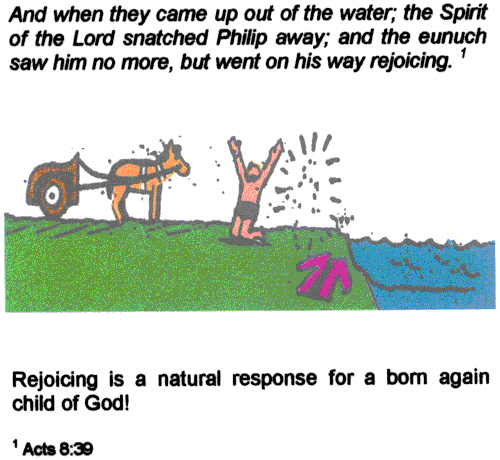 And when they came up out of the water; the Spirit
of the Lord snatched Philip away; and the eunuch
saw him no more, but went on his way rejoicing. 1
Rejoicing is a natural response for a born again
child of God!
1 Acts 8:39